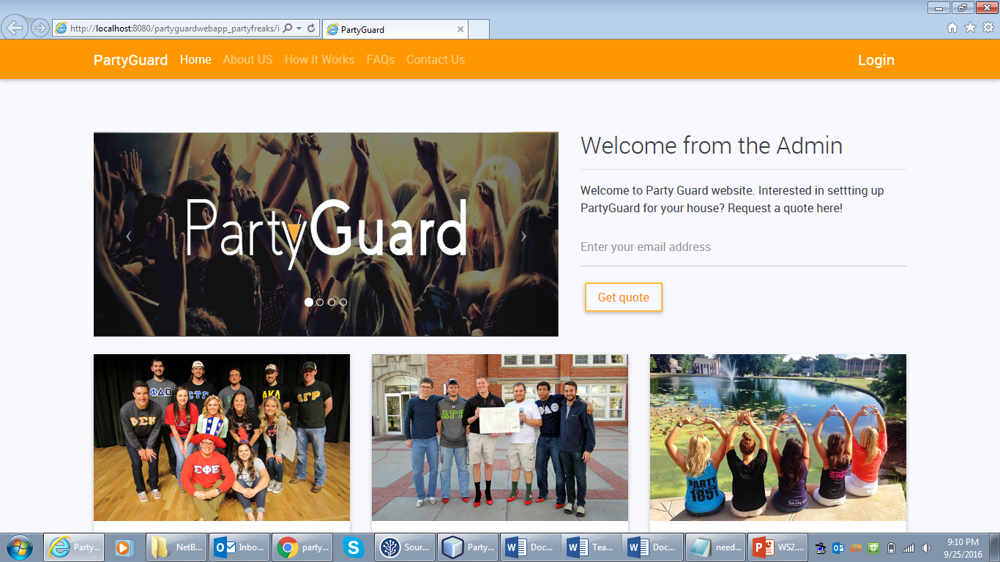 http://localhost:8080/partyguardwebapp_partyfreaks/i
PartyGuard
PartyGuard Home About US How It Works FAQs Contact Us Login
PartyGuard
Welcome from the Admin
Welcome to Party Guard website. Interested in settting up
PartyGuard for your house? Request a quote here!
Enter your email address
Get quote
ΦΔΘ
ΣΤΓ
ΑΚΛ
ΑΓΡ
ΦΣΚ
ΣΦΕ
ΑΓΡ
PARTY
1851
Party... NetB... Inbo... party... Sour... Party... Doc... Tea... Doc... need... WS2....
9:10 PM
9/25/2016